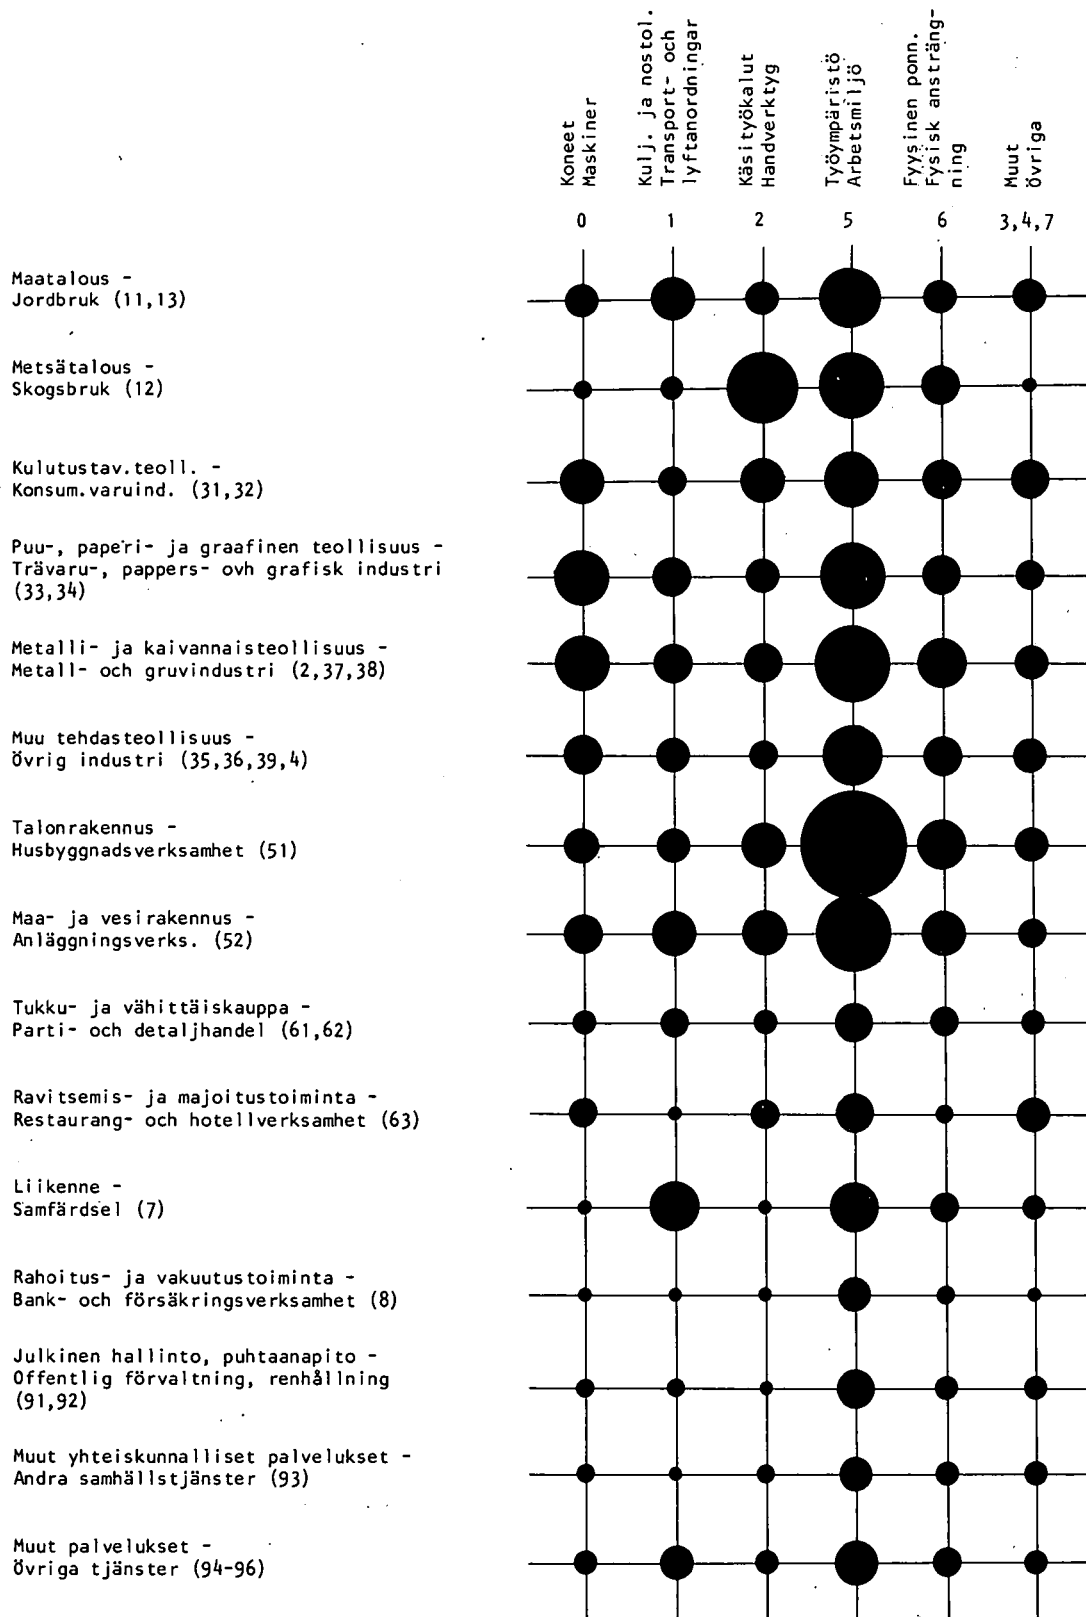 Koneet
Maskiner
Kulj. ja nostol.
Transport- och
lyftanordningar
Käsityökalut
Handverktyg
Työympäristö
Arbetsmiljö
Fyysinen ponn.
Fysisk ansträng-
ning
Muut
Övriga
0 1 2 5 6 3,4,7
Maatalous -
Jordbruk (11,13)
Metsätalous -
Skogsbruk (12)
Kulutustav.teoll. -
Konsum.varuind. (31,32)
Puu-, paperi- ja graafinen teollisuus -
Trävaru-, pappers- ovh grafisk industri
(33,34)
Metalli- ja kaivannaisteollisuus -
Metall- och gruvindustri (2,37,38)
Muu tehdasteollisuus -
Övrig industri (35,36,39,4)
Talonrakennus -
Husbyggnadsverksamhet (51)
Maa- ja vesirakennus -
Anläggningsverks. (52)
Tukku- ja vähittäiskauppa -
Parti- och detaljhandel (61,62)
Ravitsemis- ja majoitustoiminta -
Restaurang- och hotellverksamhet (63)
Liikenne -
Samfärdsel (7)
Rahoitus- ja vakuutustoiminta -
Bank- och försäkringsverksamhet (8)
Julkinen hallinto, puhtaanapito -
Offentlig förvaltning, renhållning
(91,92)
Muut yhteiskunnalliset palvelukset -
Andra samhällstjänster (93)
Muut palvelukset -
Övriga tjänster (94-96)